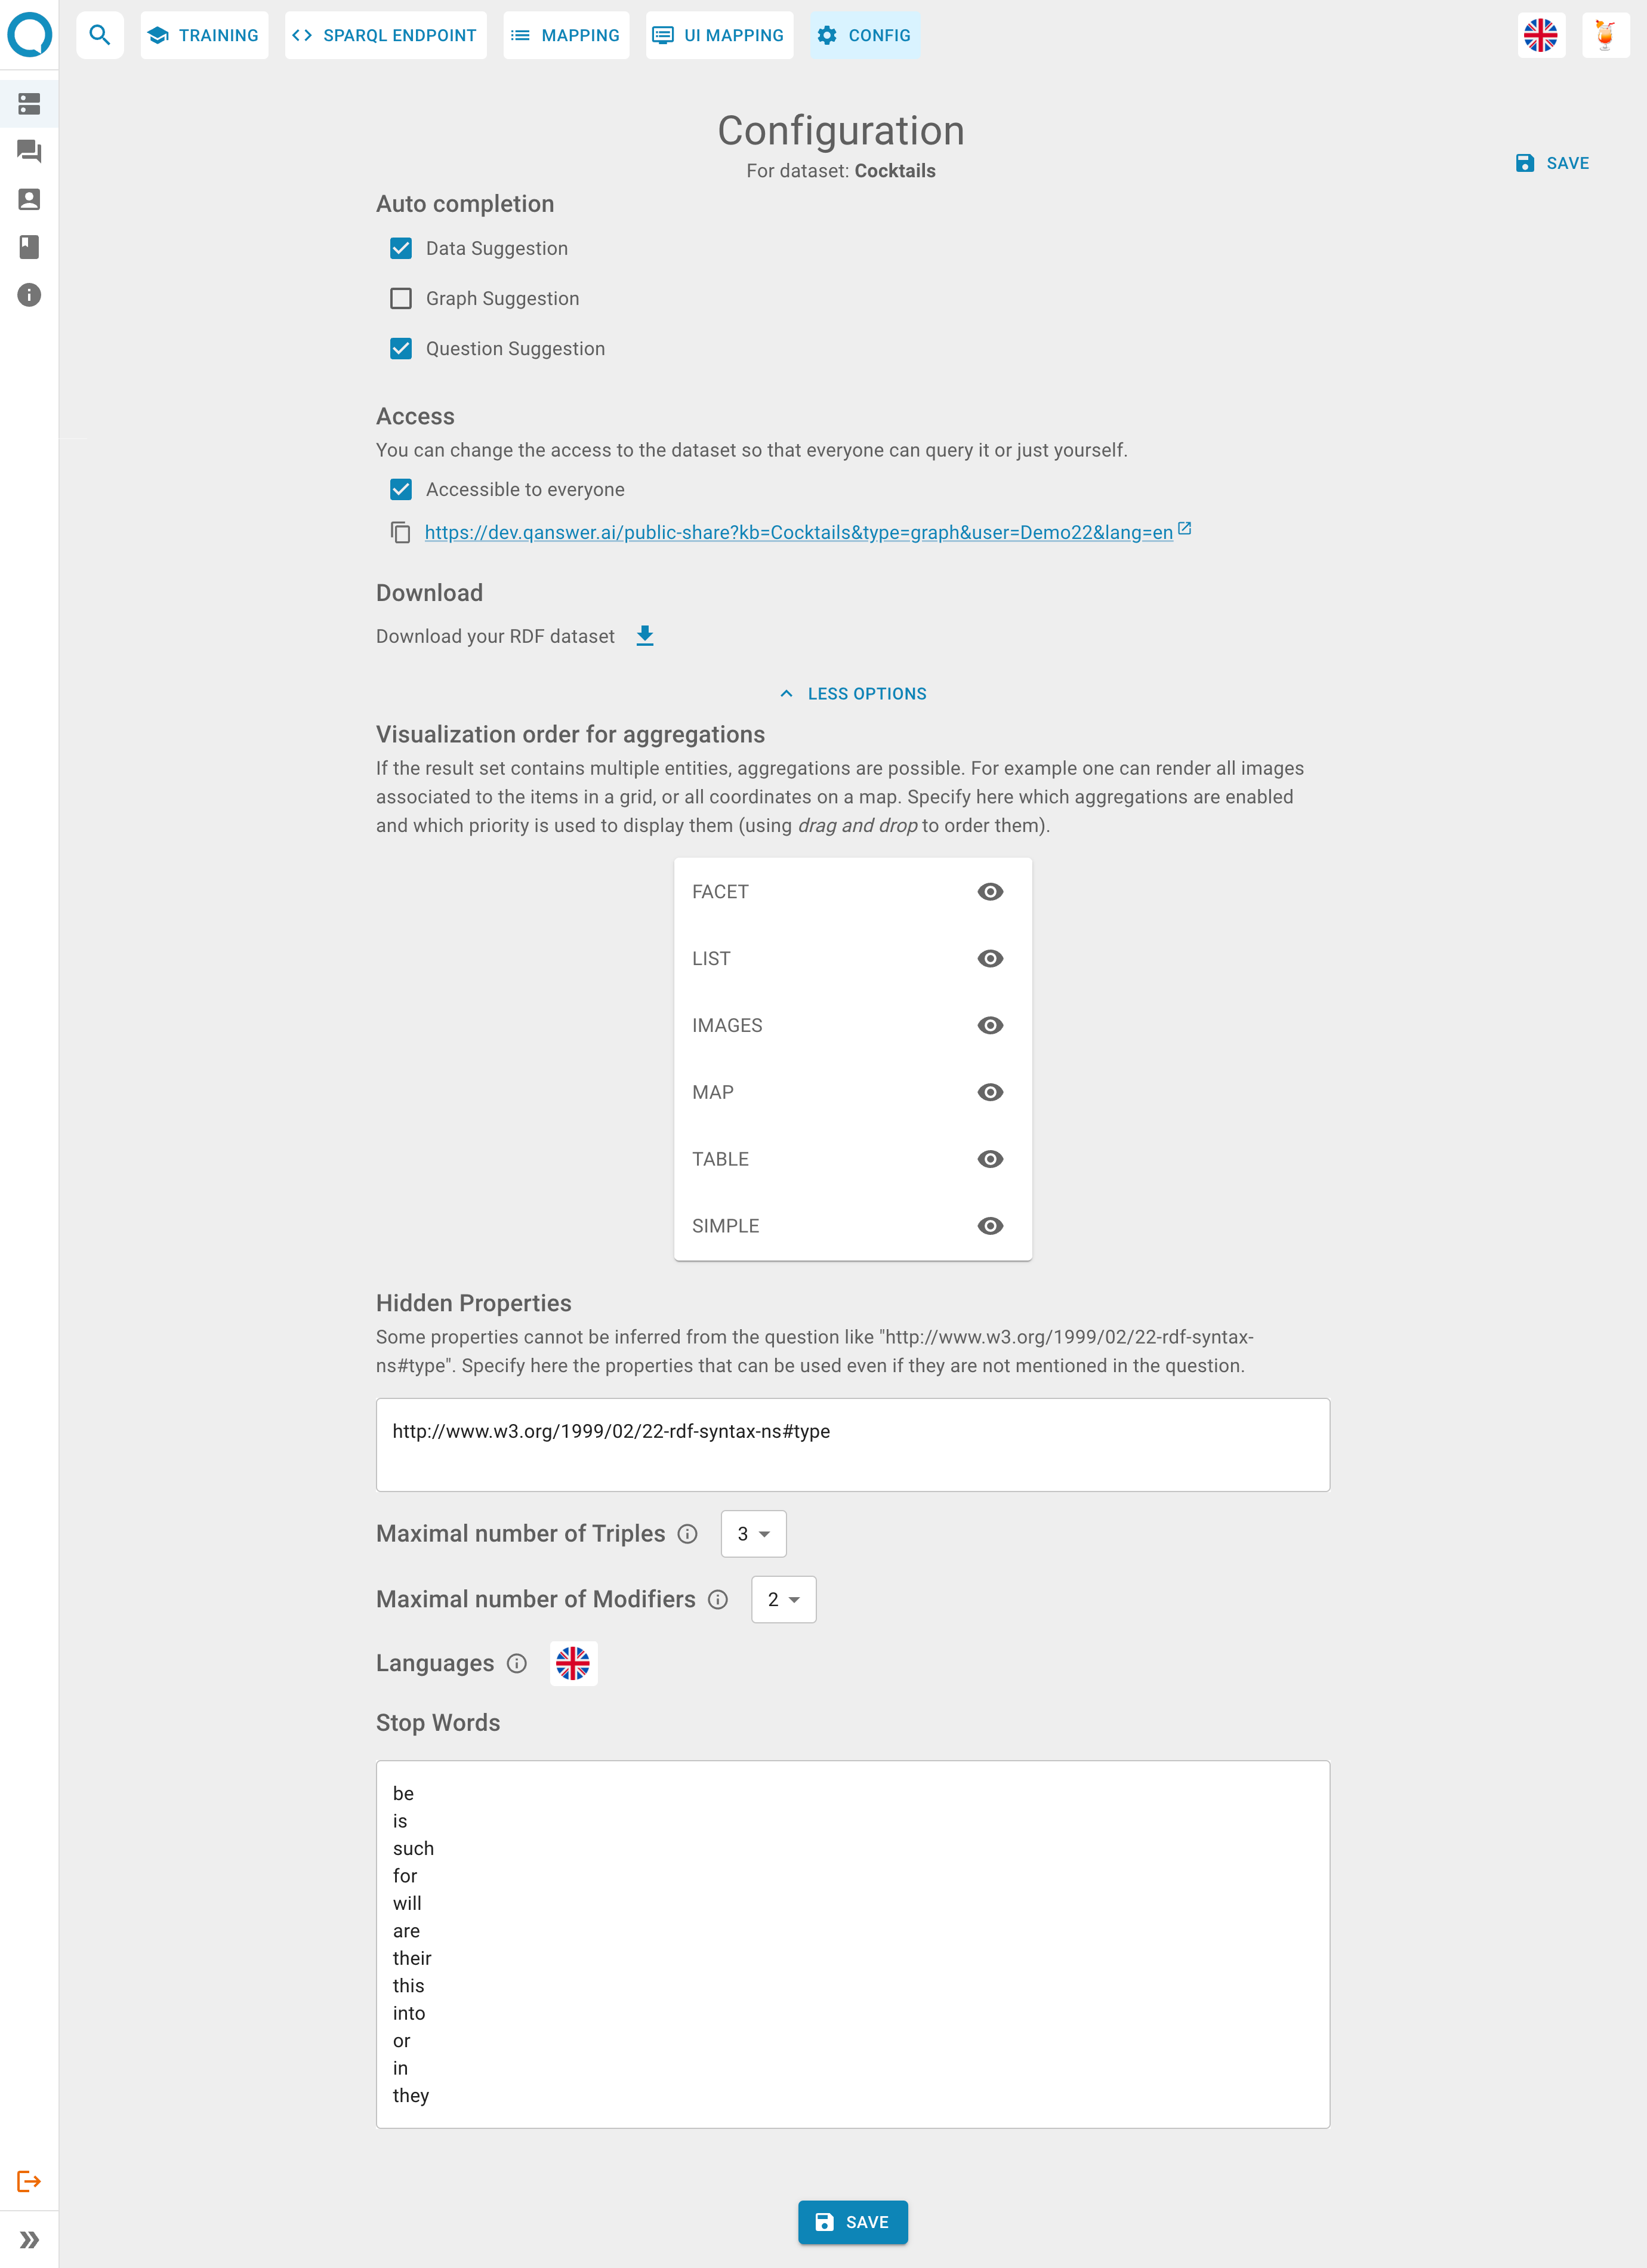 TRAINING
SPARQL ENDPOINT
MAPPING
UI MAPPING
CONFIG
Configuration
For dataset: Cocktails
SAVE
Auto completion
Data Suggestion
Graph Suggestion
Question Suggestion
Access
You can change the access to the dataset so that everyone can query it or just yourself.
Accessible to everyone
https://dev.qanswer.ai/public-share?kb=Cocktails&type=graph&user=Demo22&lang=en
Download
Download your RDF dataset
LESS OPTIONS
Visualization order for aggregations
If the result set contains multiple entities, aggregations are possible. For example one can render all images
associated to the items in a grid, or all coordinates on a map. Specify here which aggregations are enabled
and which priority is used to display them (using drag and drop to order them).
FACET
LIST
IMAGES
MAP
TABLE
SIMPLE
Hidden Properties
Some properties cannot be inferred from the question like "http://www.w3.org/1999/02/22-rdf-syntax-
ns#type". Specify here the properties that can be used even if they are not mentioned in the question.
http://www.w3.org/1999/02/22-rdf-syntax-ns#type
Maximal number of Triples 3
Maximal number of Modifiers 2
Languages
Stop Words
be
is
such
for
will
are
their
this
into
or
in
they
SAVE